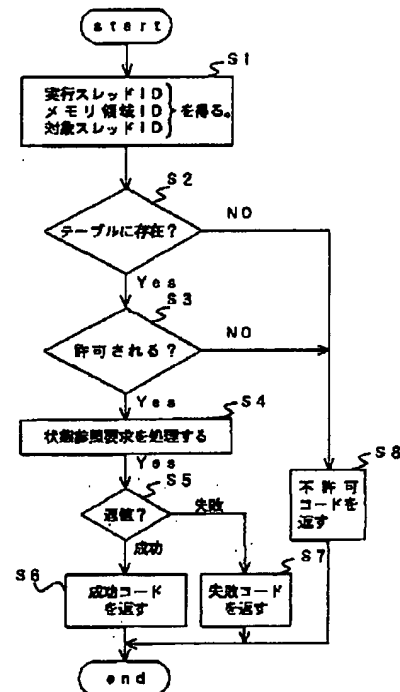 start
S1
実行スレッドID
メモリ領域ID
対象スレッドID
を得る。
S2
テーブルに存在?
NO
Yes
S3
許可される?
NO
Yes
S4
状態参照要求を処理する
Yes
S5
返値?
失敗
成功
S8
不許可
コードを
返す
S6
成功コード
を返す
S7
失敗コード
を返す
end